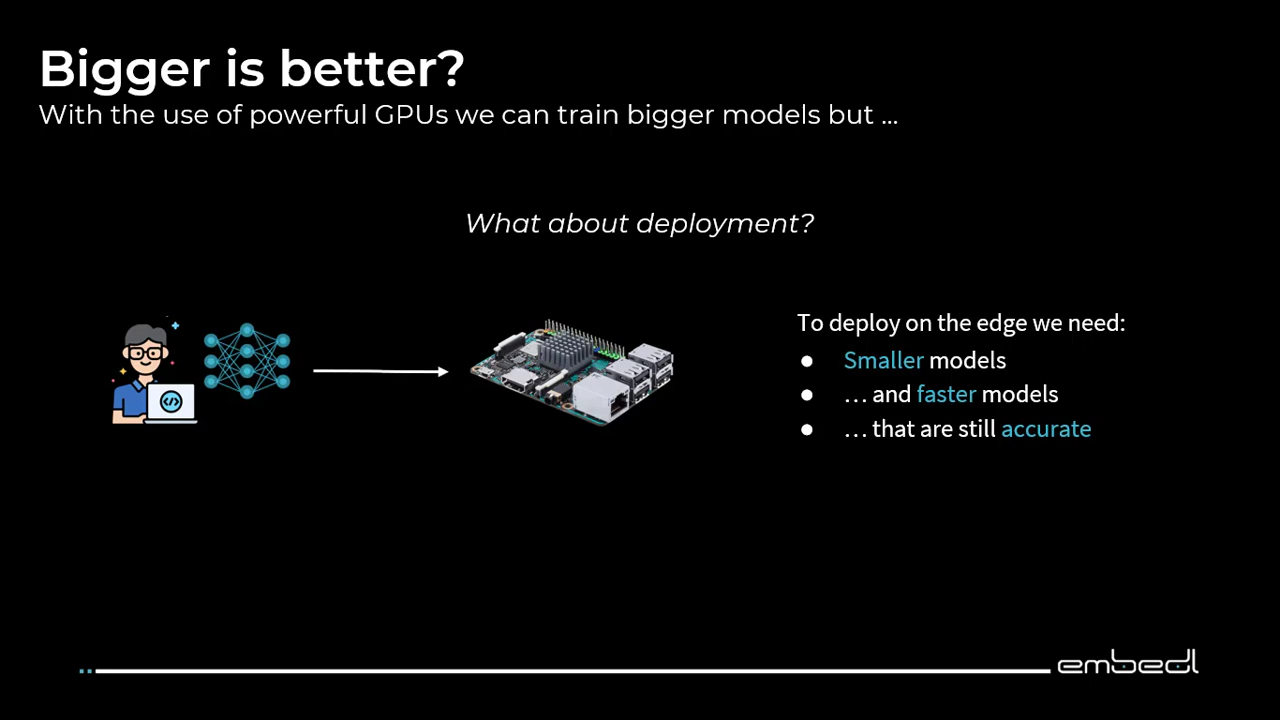 Bigger is better?
With the use of powerful GPUs we can train bigger models but ...
What about deployment?
To deploy on the edge we need:
● Smaller models
● ... and faster models
● ... that are still accurate
</>
embedl